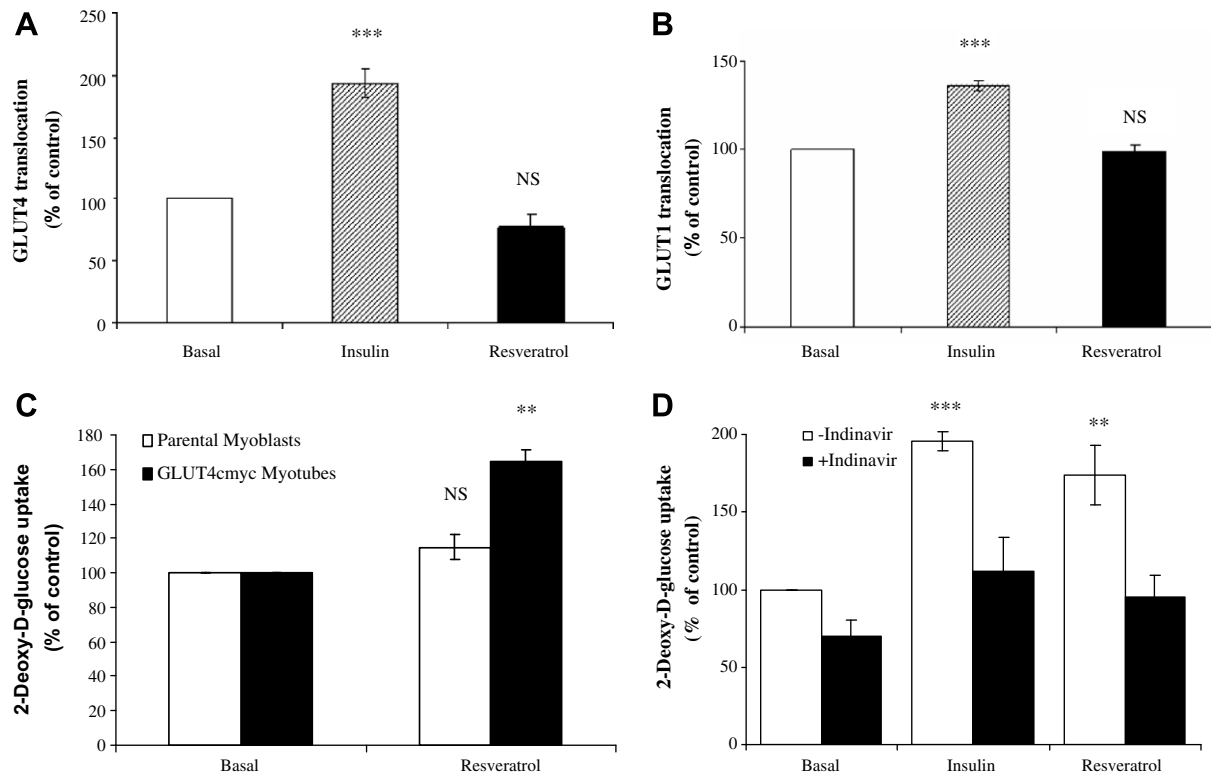 A
GLUT4 translocation
(% of control)
250
200
150
100
50
0
***
NS
Basal Insulin Resveratrol
B
GLUT1 translocation
(% of control)
150
100
50
0
***
NS
Basal Insulin Resveratrol
C
2-Deoxy-D-glucose uptake
(% of control)
180
160
140
120
100
80
60
40
20
0
Parental Myoblasts
GLUT4cmyc Myotubes
NS
**
Basal Resveratrol
D
2-Deoxy-D-glucose uptake
(% of control)
200
150
100
50
0
-Indinavir
+Indinavir
***
**
Basal Insulin Resveratrol